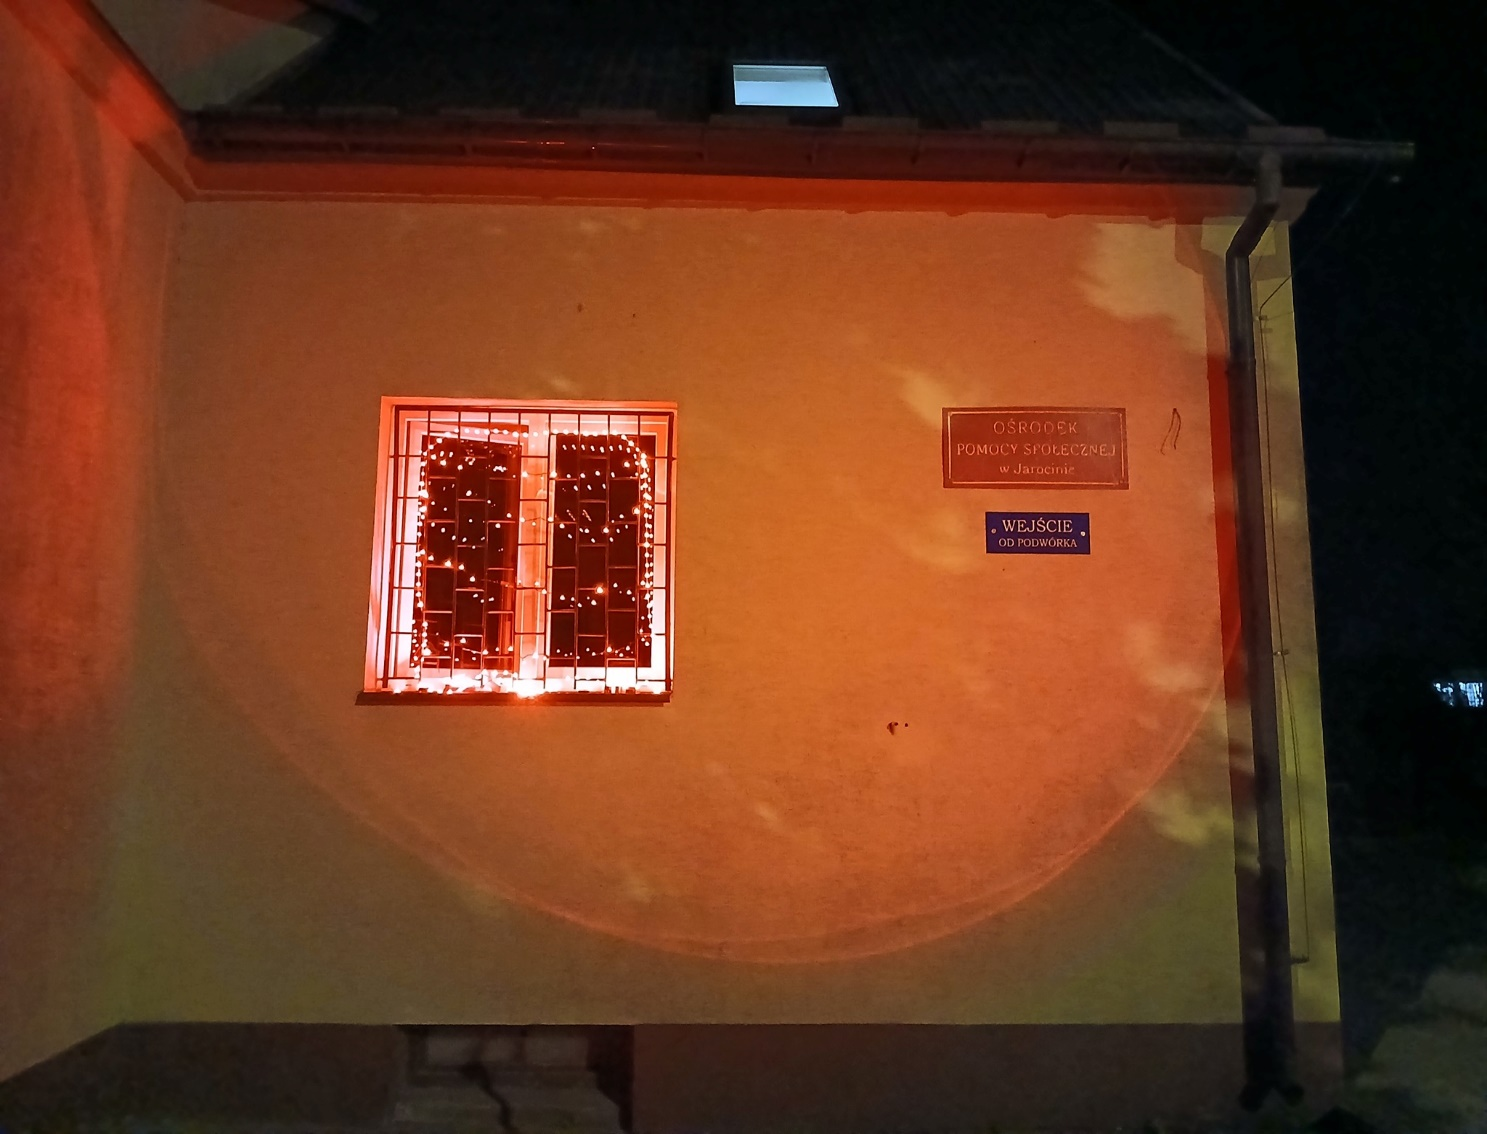 OŚRODEK
POMOCY SPOŁECZNEJ
w Jarocinie
WEJŚCIE
OD PODWÓRKA